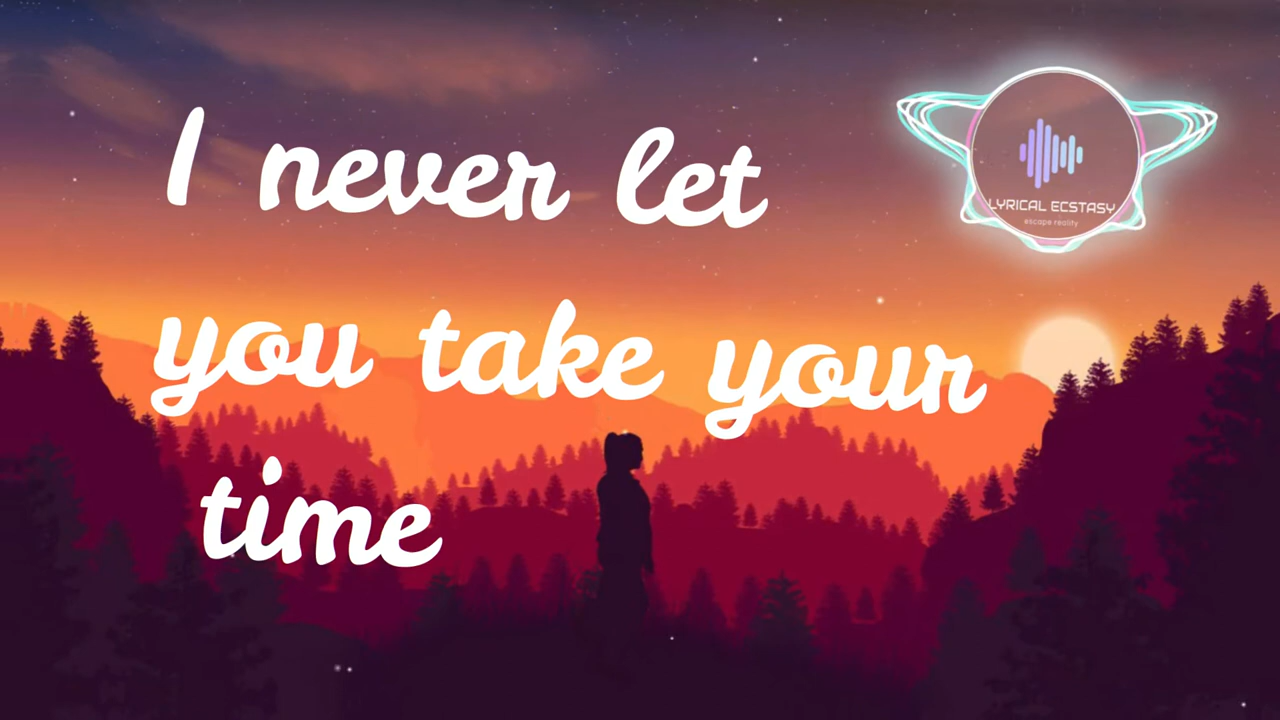 I never let
you take your
time
LYRICAL ECSTASY
escape reality